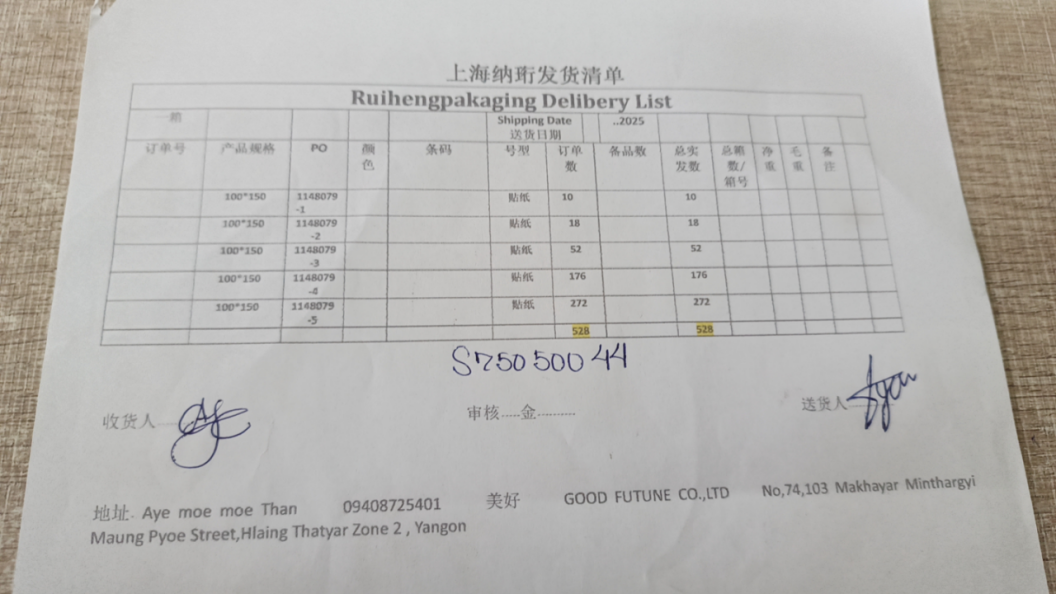 上海纳珩发货清单
Ruihengpakaging Delibery List
一箱 Shipping Date 送货日期 ..2025
订单号 产品规格 PO 颜色 条码 号型 订单数 备品数 总实发数 总箱数/箱号 净重 毛重 备注
100*150 1148079-1 贴纸 10 10
100*150 1148079-2 贴纸 18 18
100*150 1148079-3 贴纸 52 52
100*150 1148079-4 贴纸 176 176
100*150 1148079-5 贴纸 272 272
528 528
S75050044
收货人 审核.....金.......... 送货人
地址. Aye moe moe Than 09408725401 美好 GOOD FUTUNE CO.,LTD No,74,103 Makhayar Minthargyi
Maung Pyoe Street,Hlaing Thatyar Zone 2 , Yangon